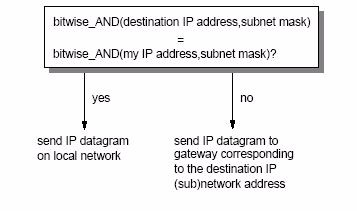 bitwise_AND(destination IP address,subnet mask)
=
bitwise_AND(my IP address,subnet mask)?
yes
no
send IP datagram
on local network
send IP datagram to
gateway corresponding
to the destination IP
(sub)network address